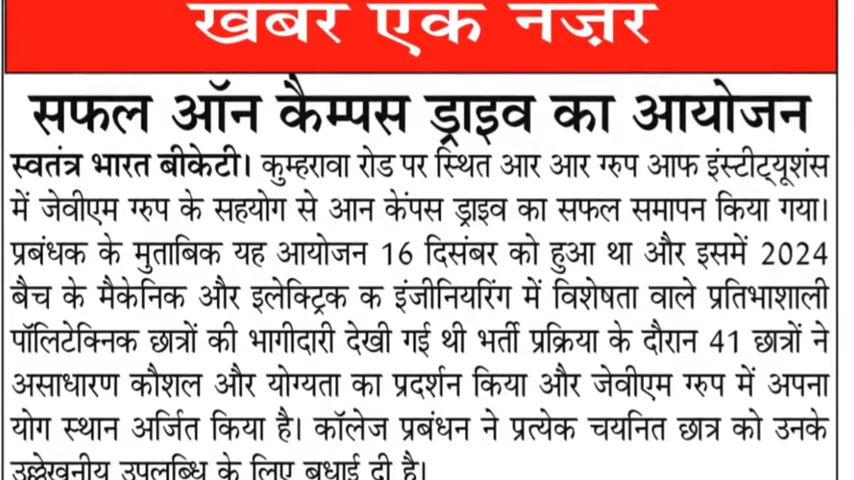 खबर एक नज़र
सफल ऑन कैम्पस ड्राइव का आयोजन
स्वतंत्र भारत बीकेटी। कुम्हरावा रोड पर स्थित आर आर ग्रुप आफ इंस्टीट्यूशंस
में जेवीएम ग्रुप के सहयोग से आन केंपस ड्राइव का सफल समापन किया गया।
प्रबंधक के मुताबिक यह आयोजन 16 दिसंबर को हुआ था और इसमें 2024
बैच के मैकेनिक और इलेक्ट्रिक क इंजीनियरिंग में विशेषता वाले प्रतिभाशाली
पॉलिटेक्निक छात्रों की भागीदारी देखी गई थी भर्ती प्रक्रिया के दौरान 41 छात्रों ने
असाधारण कौशल और योग्यता का प्रदर्शन किया और जेवीएम ग्रुप में अपना
योग स्थान अर्जित किया है। कॉलेज प्रबंधन ने प्रत्येक चयनित छात्र को उनके
उल्लेखनीय उपलब्धि के लिए बधाई दी है।